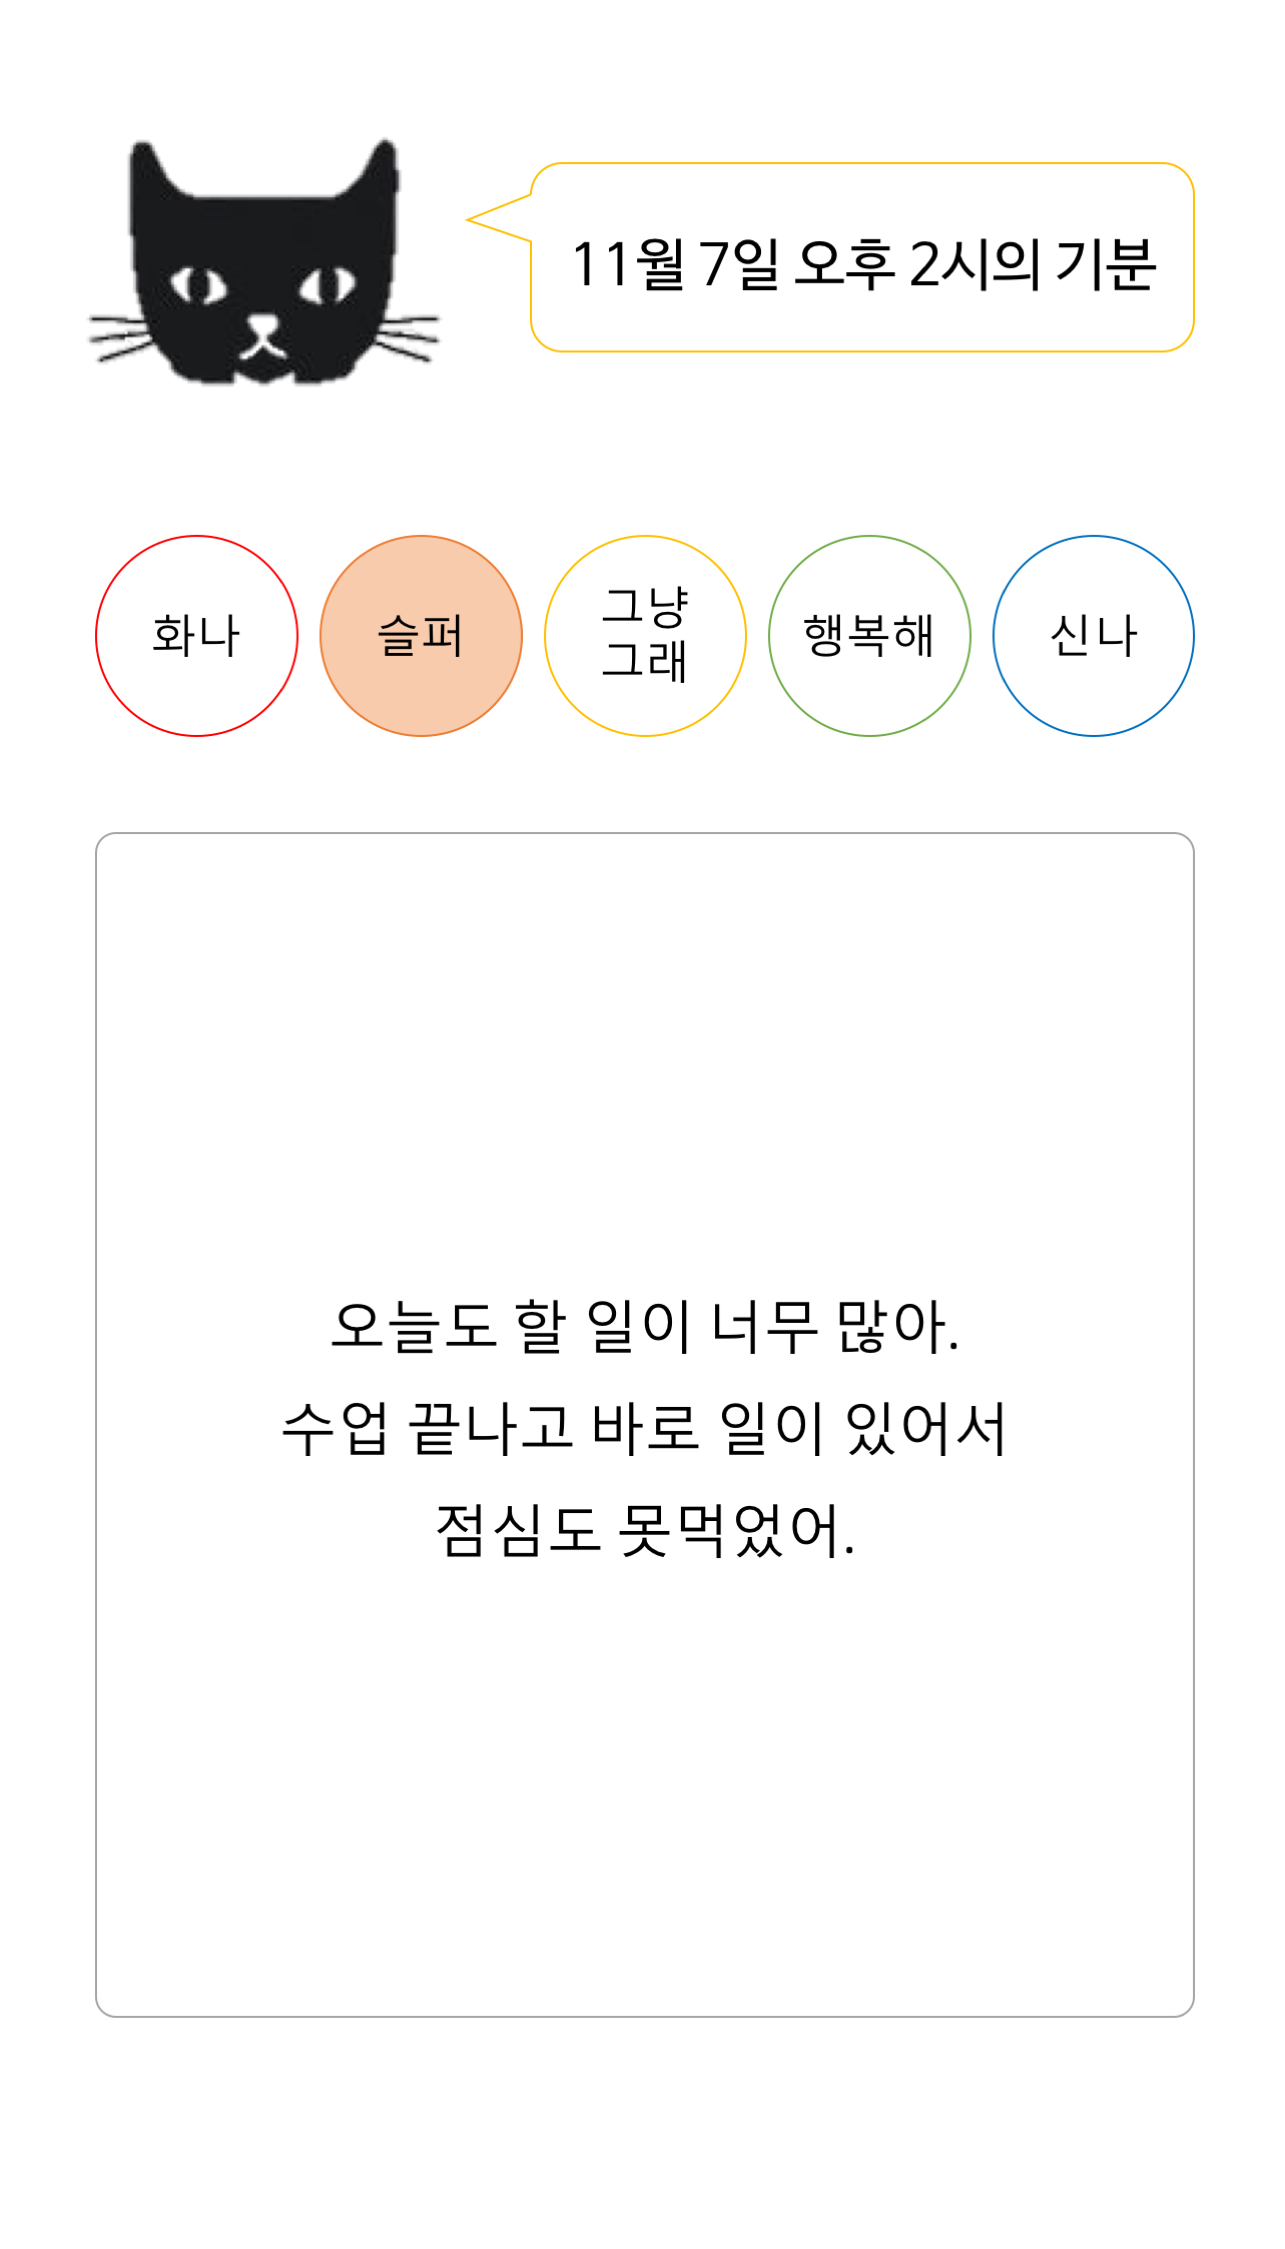 11월 7일 오후 2시의 기분
화나
슬퍼
그냥
그래
행복해
신나
오늘도 할 일이 너무 많아.
수업 끝나고 바로 일이 있어서
점심도 못먹었어.